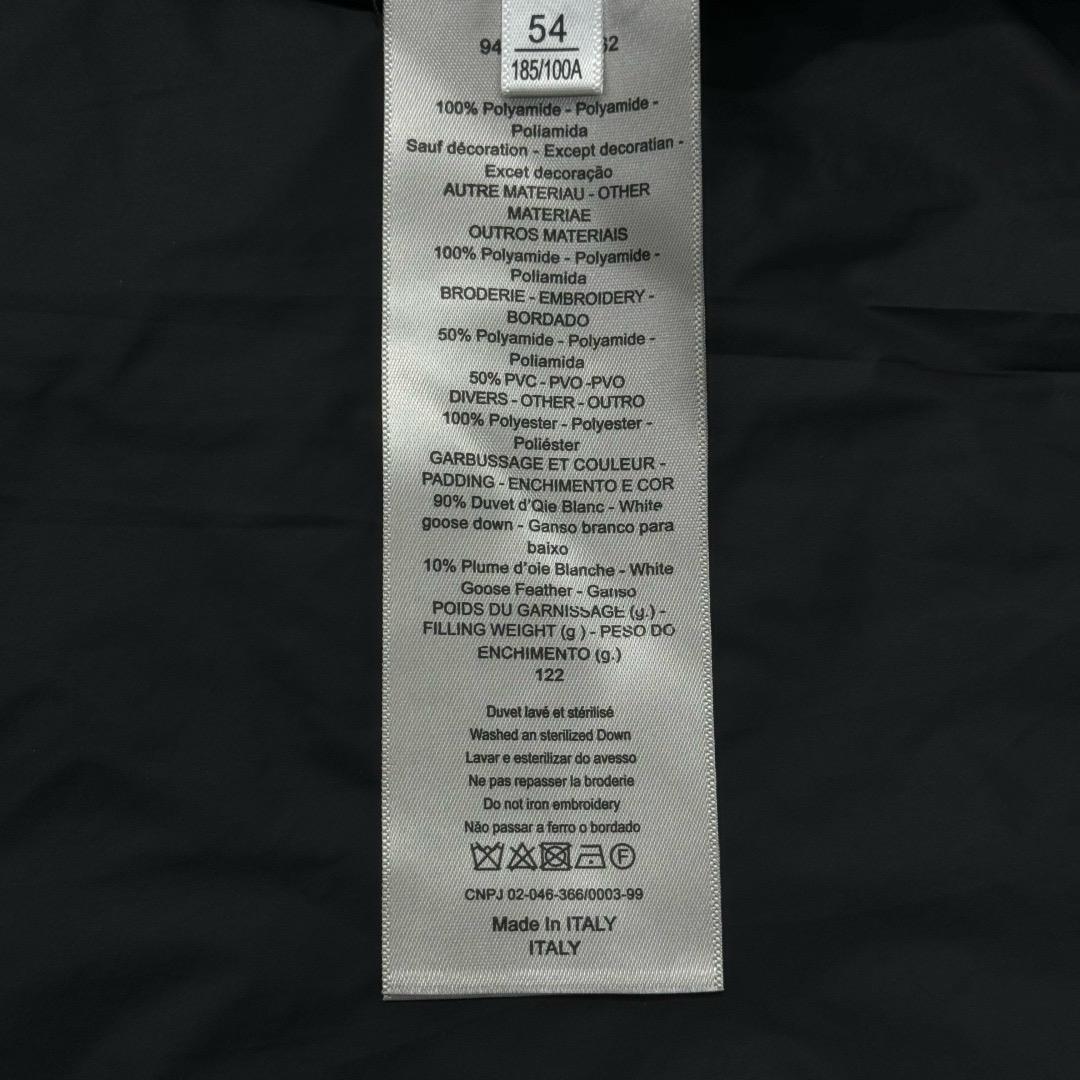 54
94 62
185/100A
100% Polyamide - Polyamide -
Poliamida
Sauf décoration - Except decoratian -
Excet decoração
AUTRE MATERIAU - OTHER
MATERIAE
OUTROS MATERIAIS
100% Polyamide - Polyamide -
Poliamida
BRODERIE - EMBROIDERY -
BORDADO
50% Polyamide - Polyamide -
Poliamida
50% PVC - PVO -PVO
DIVERS - OTHER - OUTRO
100% Polyester - Polyester -
Poliéster
GARBUSSAGE ET COULEUR -
PADDING - ENCHIMENTO E COR
90% Duvet d'Qie Blanc - White
goose down - Ganso branco para
baixo
10% Plume d'oie Blanche - White
Goose Feather - Ganso
POIDS DU GARNISSAGE (g.) -
FILLING WEIGHT (g ) - PESO DO
ENCHIMENTO (g.)
122
Duvet lavé et stérilisé
Washed an sterilized Down
Lavar e esterilizar do avesso
Ne pas repasser la broderie
Do not iron embroidery
Não passar a ferro o bordado
F
CNPJ 02-046-366/0003-99
Made In ITALY
ITALY